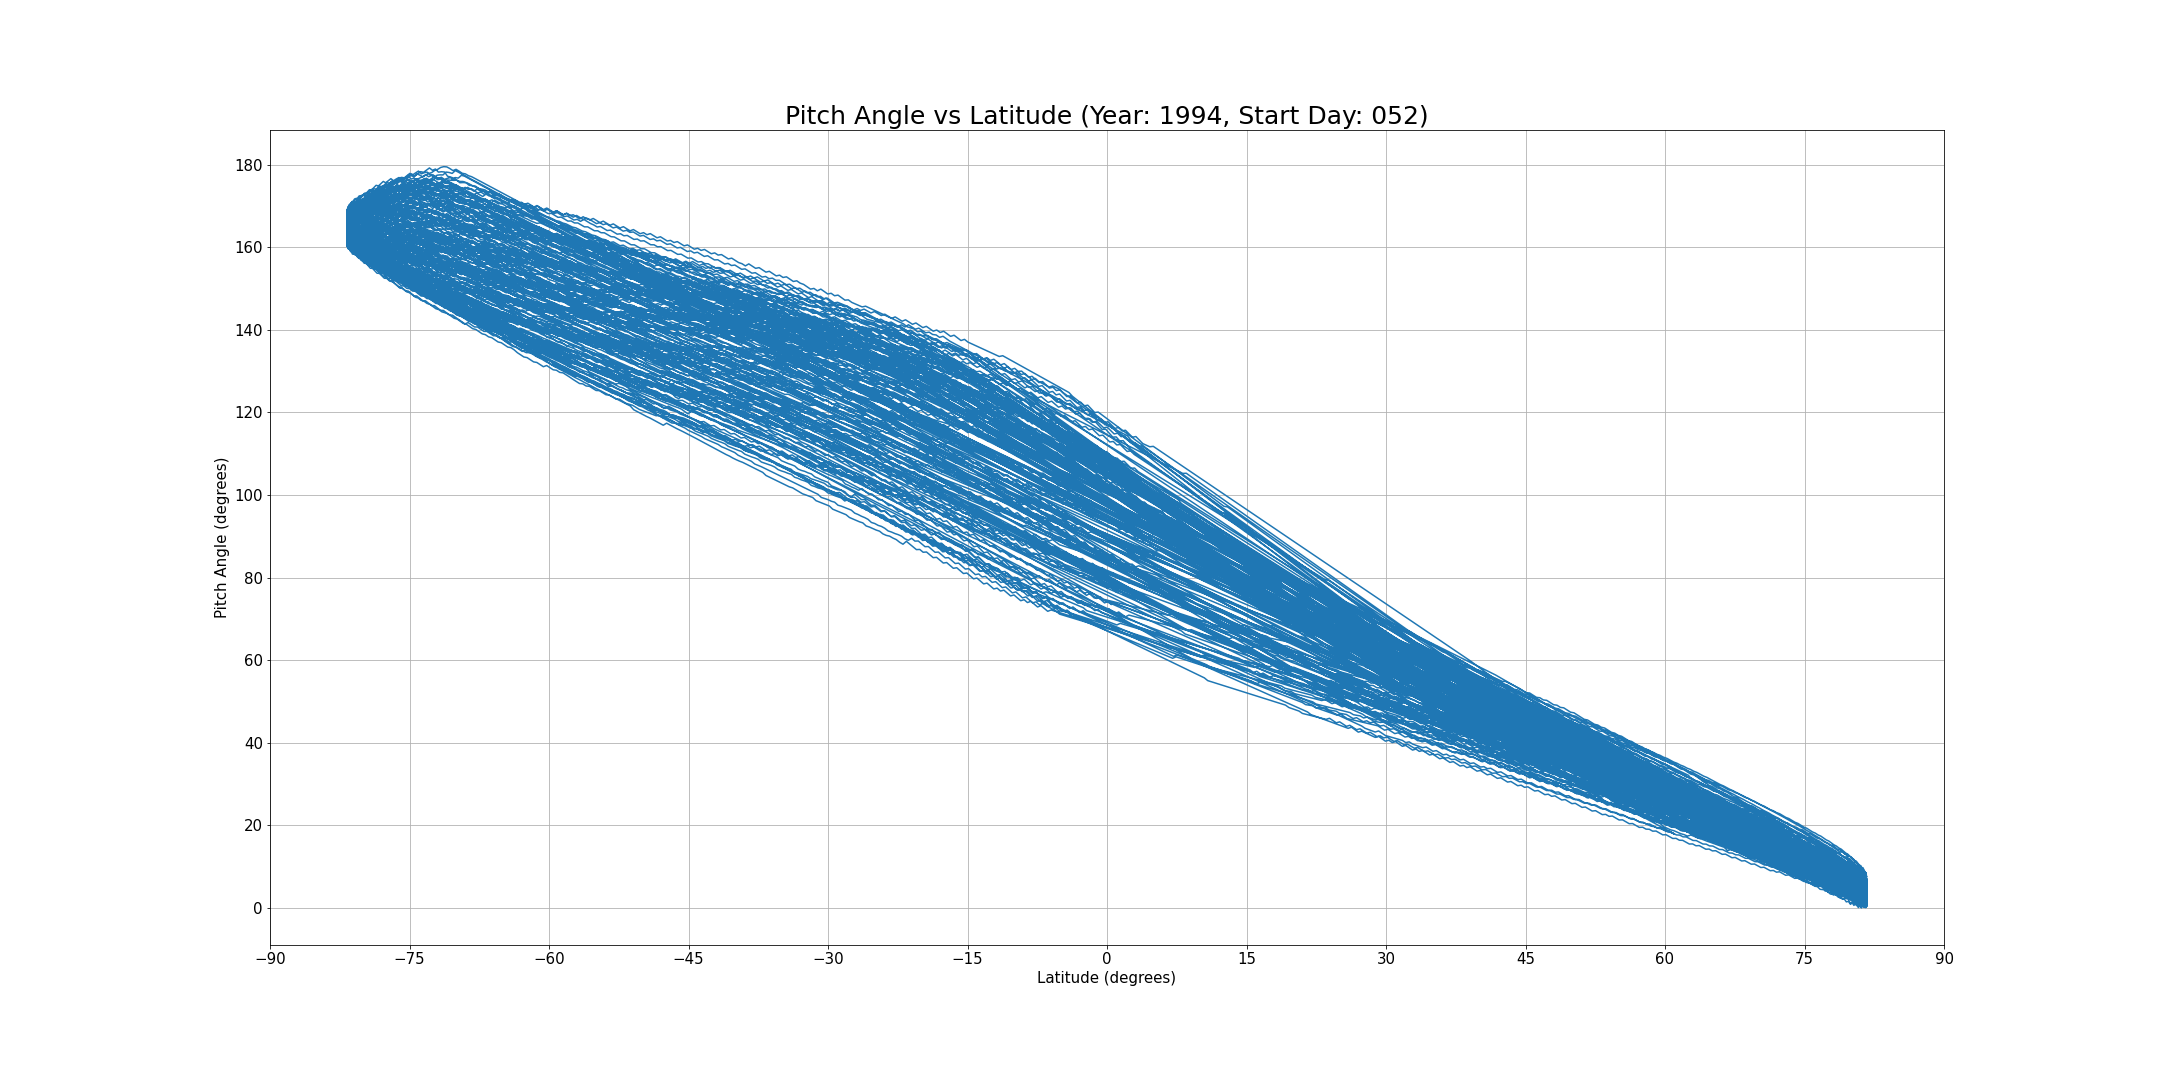 Pitch Angle vs Latitude (Year: 1994, Start Day: 052)
180
160
140
120
100
80
60
40
20
0
Pitch Angle (degrees)
−90 −75 −60 −45 −30 −15 0 15 30 45 60 75 90
Latitude (degrees)